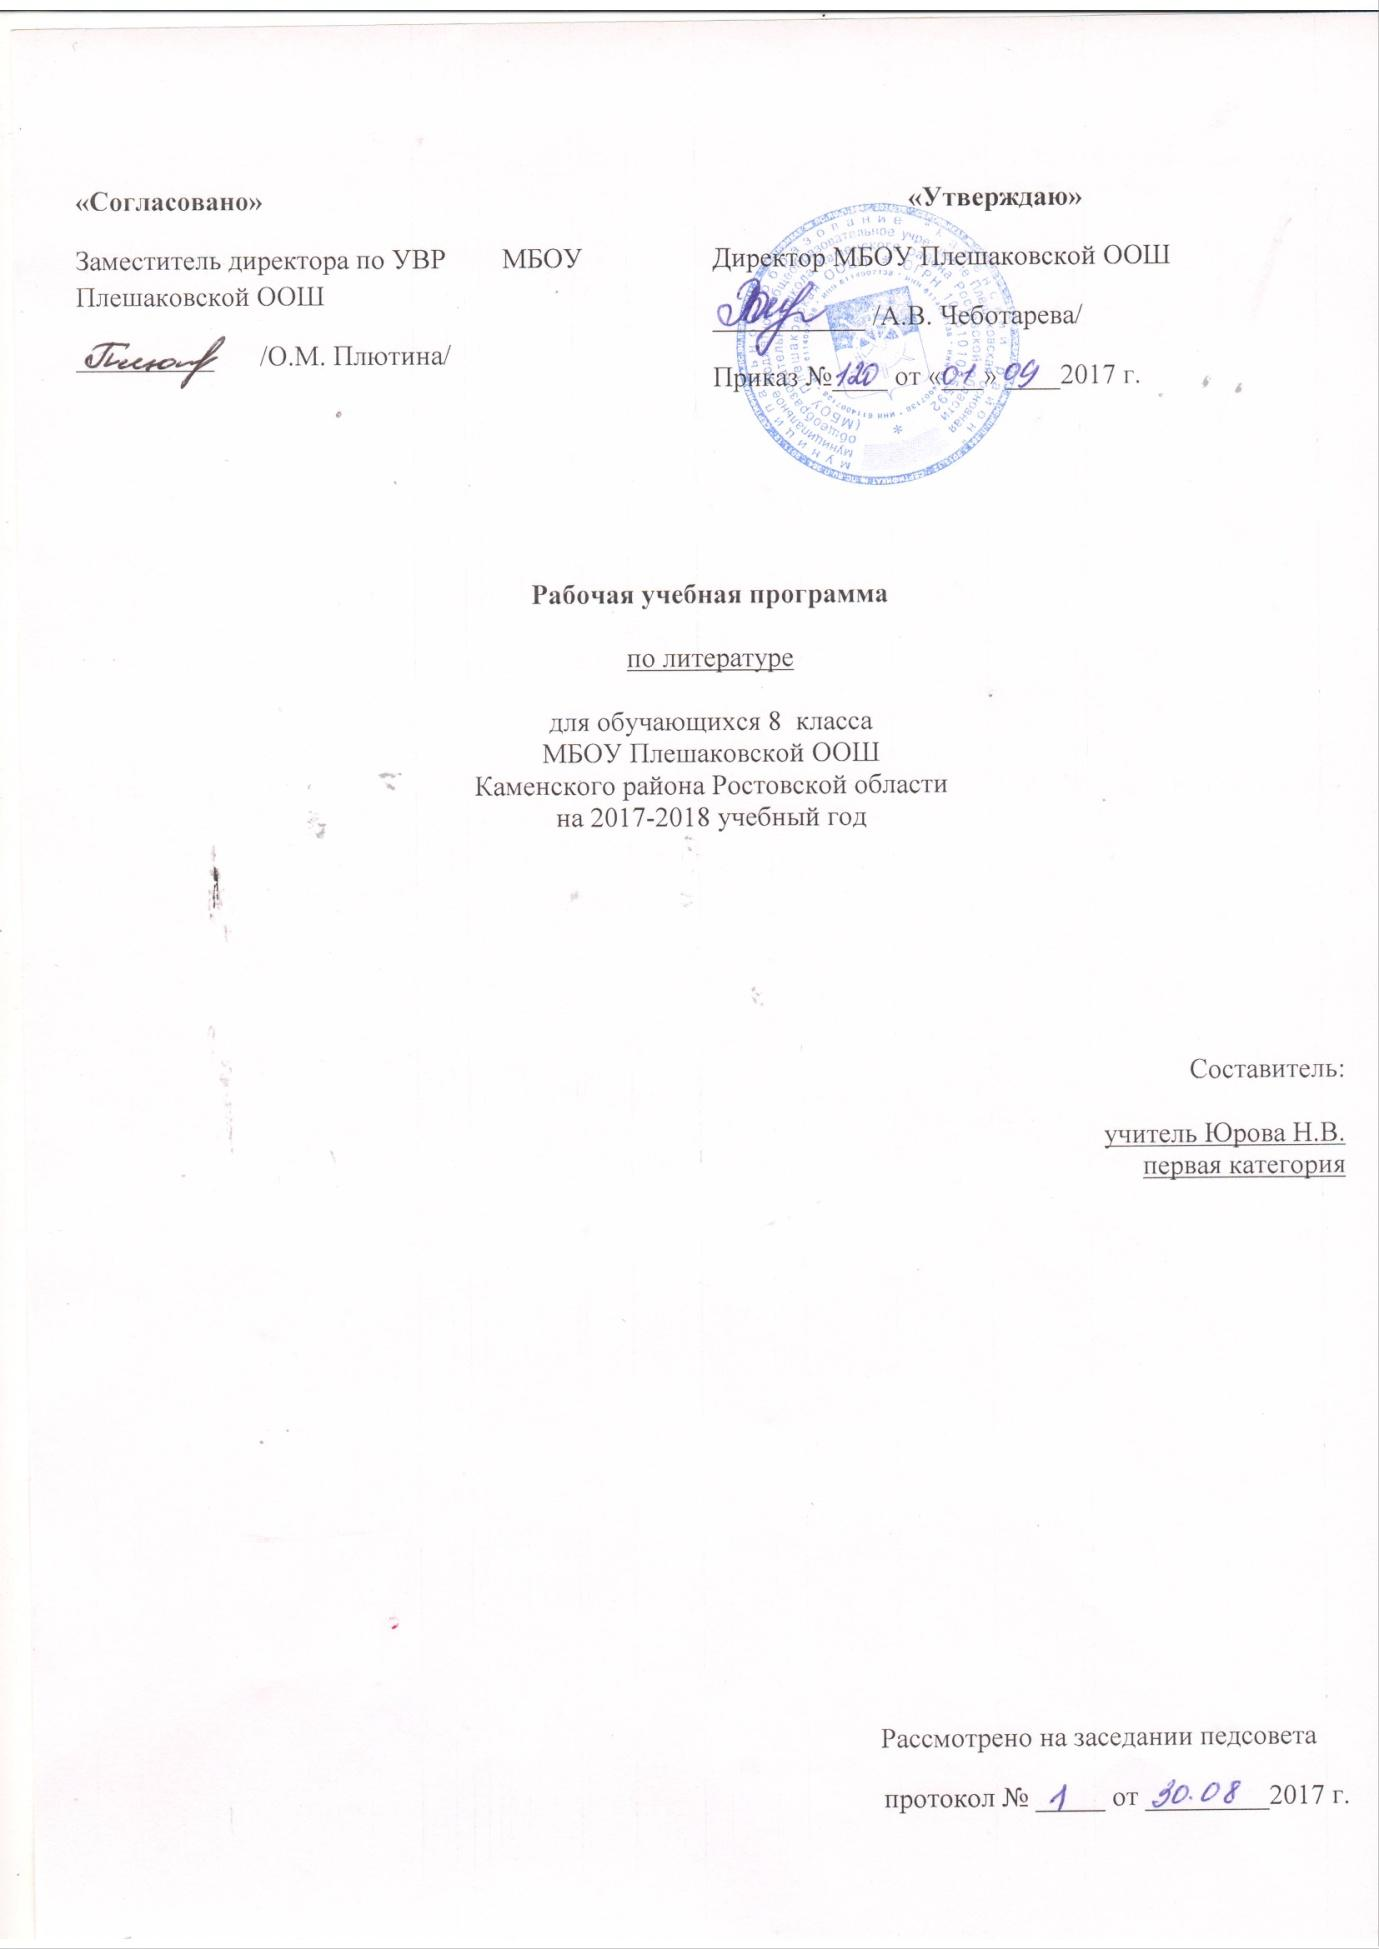 «Согласовано»
Заместитель директора по УВР МБОУ
Плешаковской ООШ
/О.М. Плютина/
«Утверждаю»
Директор МБОУ Плешаковской ООШ
/А.В. Чеботарева/
Приказ № 120 от «01» 09 2017 г.
Рабочая учебная программа
по литературе
для обучающихся 8 класса
МБОУ Плешаковской ООШ
Каменского района Ростовской области
на 2017-2018 учебный год
Составитель:
учитель Юрова Н.В.
первая категория
Рассмотрено на заседании педсовета
протокол № 1 от 30.08 2017 г.